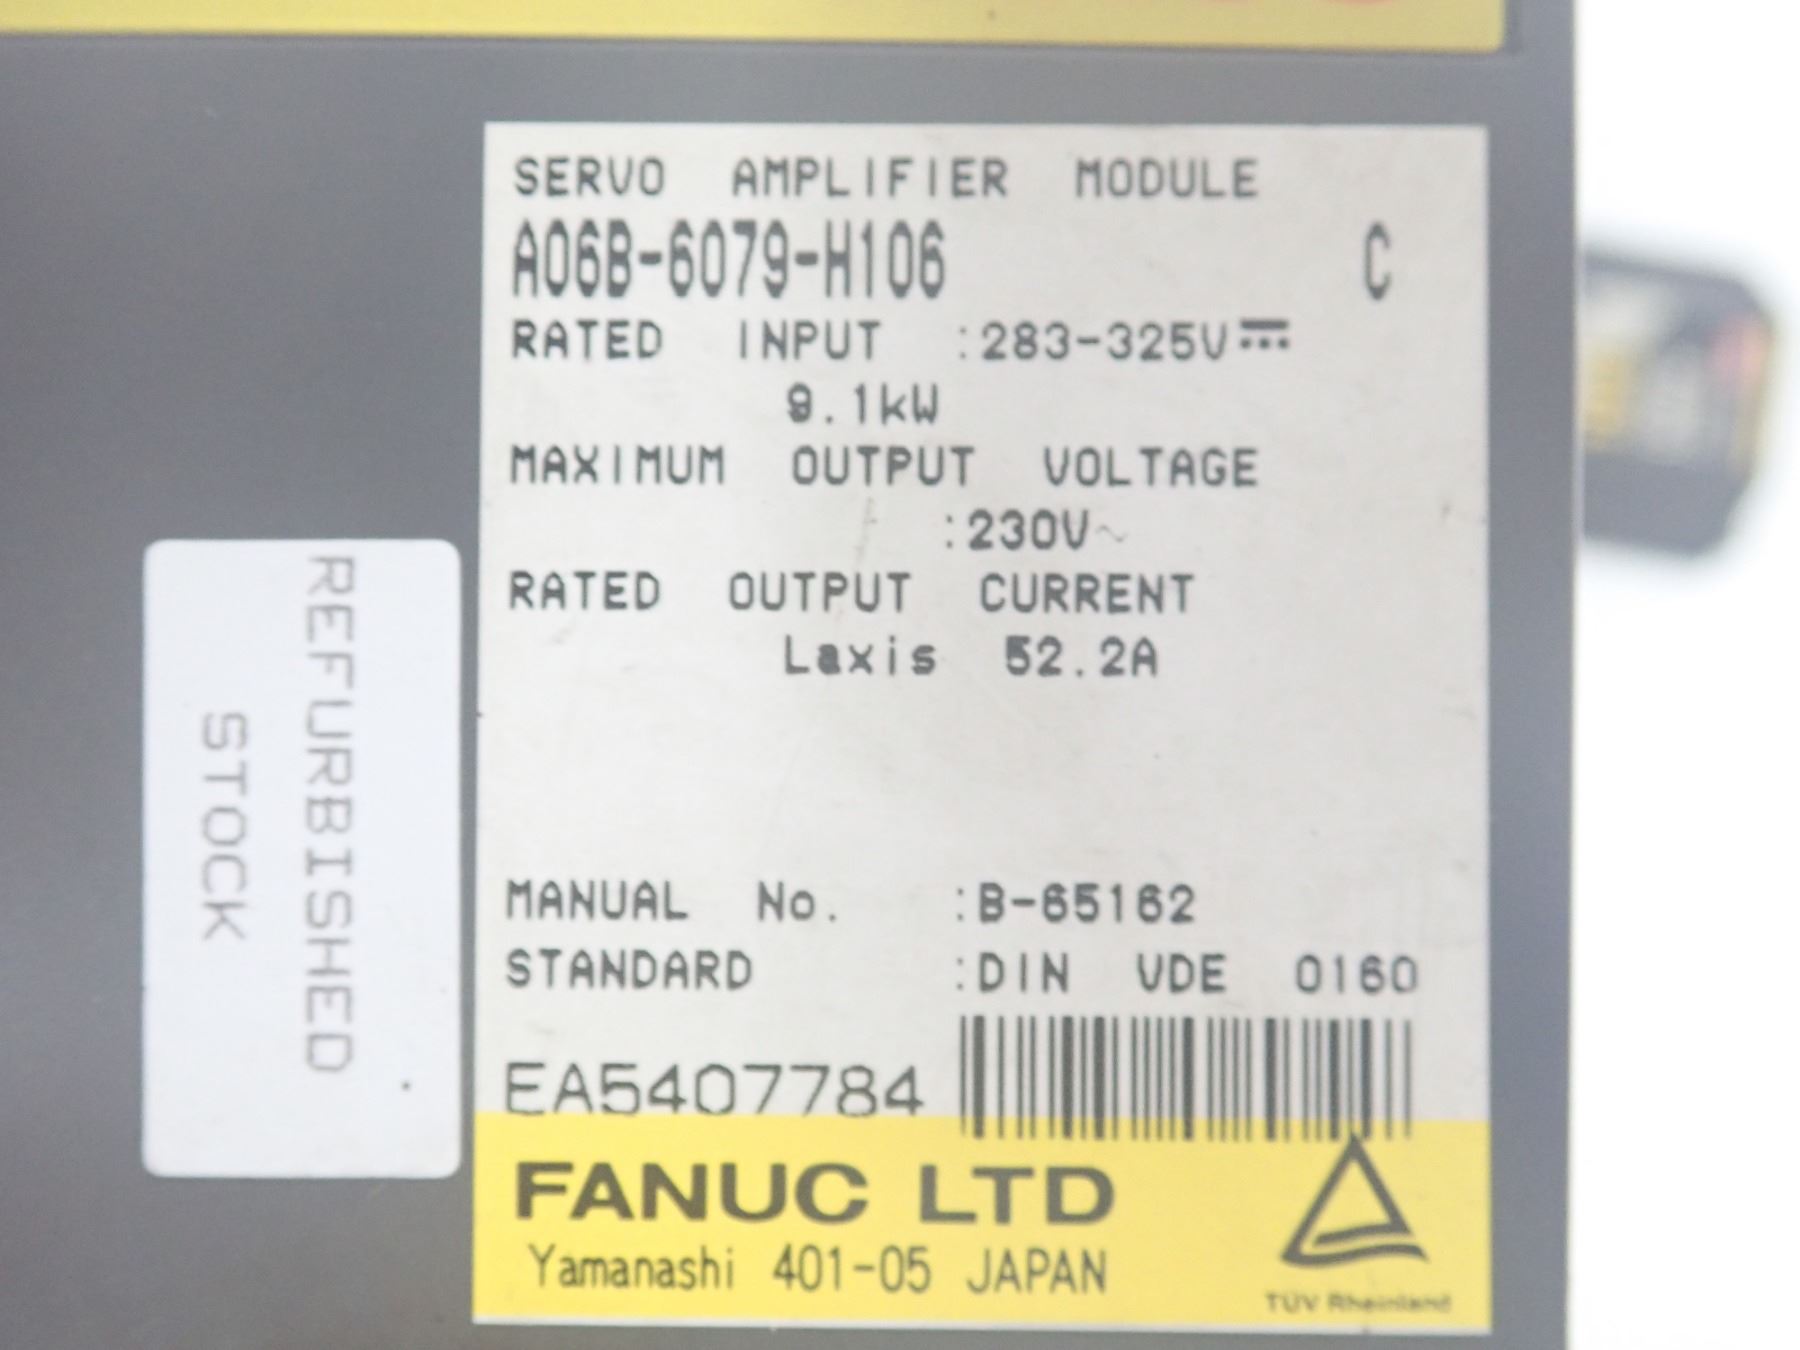 SERVO AMPLIFIER MODULE
A06B-6079-H106 C
RATED INPUT :283-325V⎓
9.1kW
MAXIMUM OUTPUT VOLTAGE
:230V~
RATED OUTPUT CURRENT
Laxis 52.2A
MANUAL No. :B-65162
STANDARD :DIN VDE 0160
EA5407784
FANUC LTD
Yamanashi 401-05 JAPAN
TÜV Rheinland
REFURBISHED
STOCK